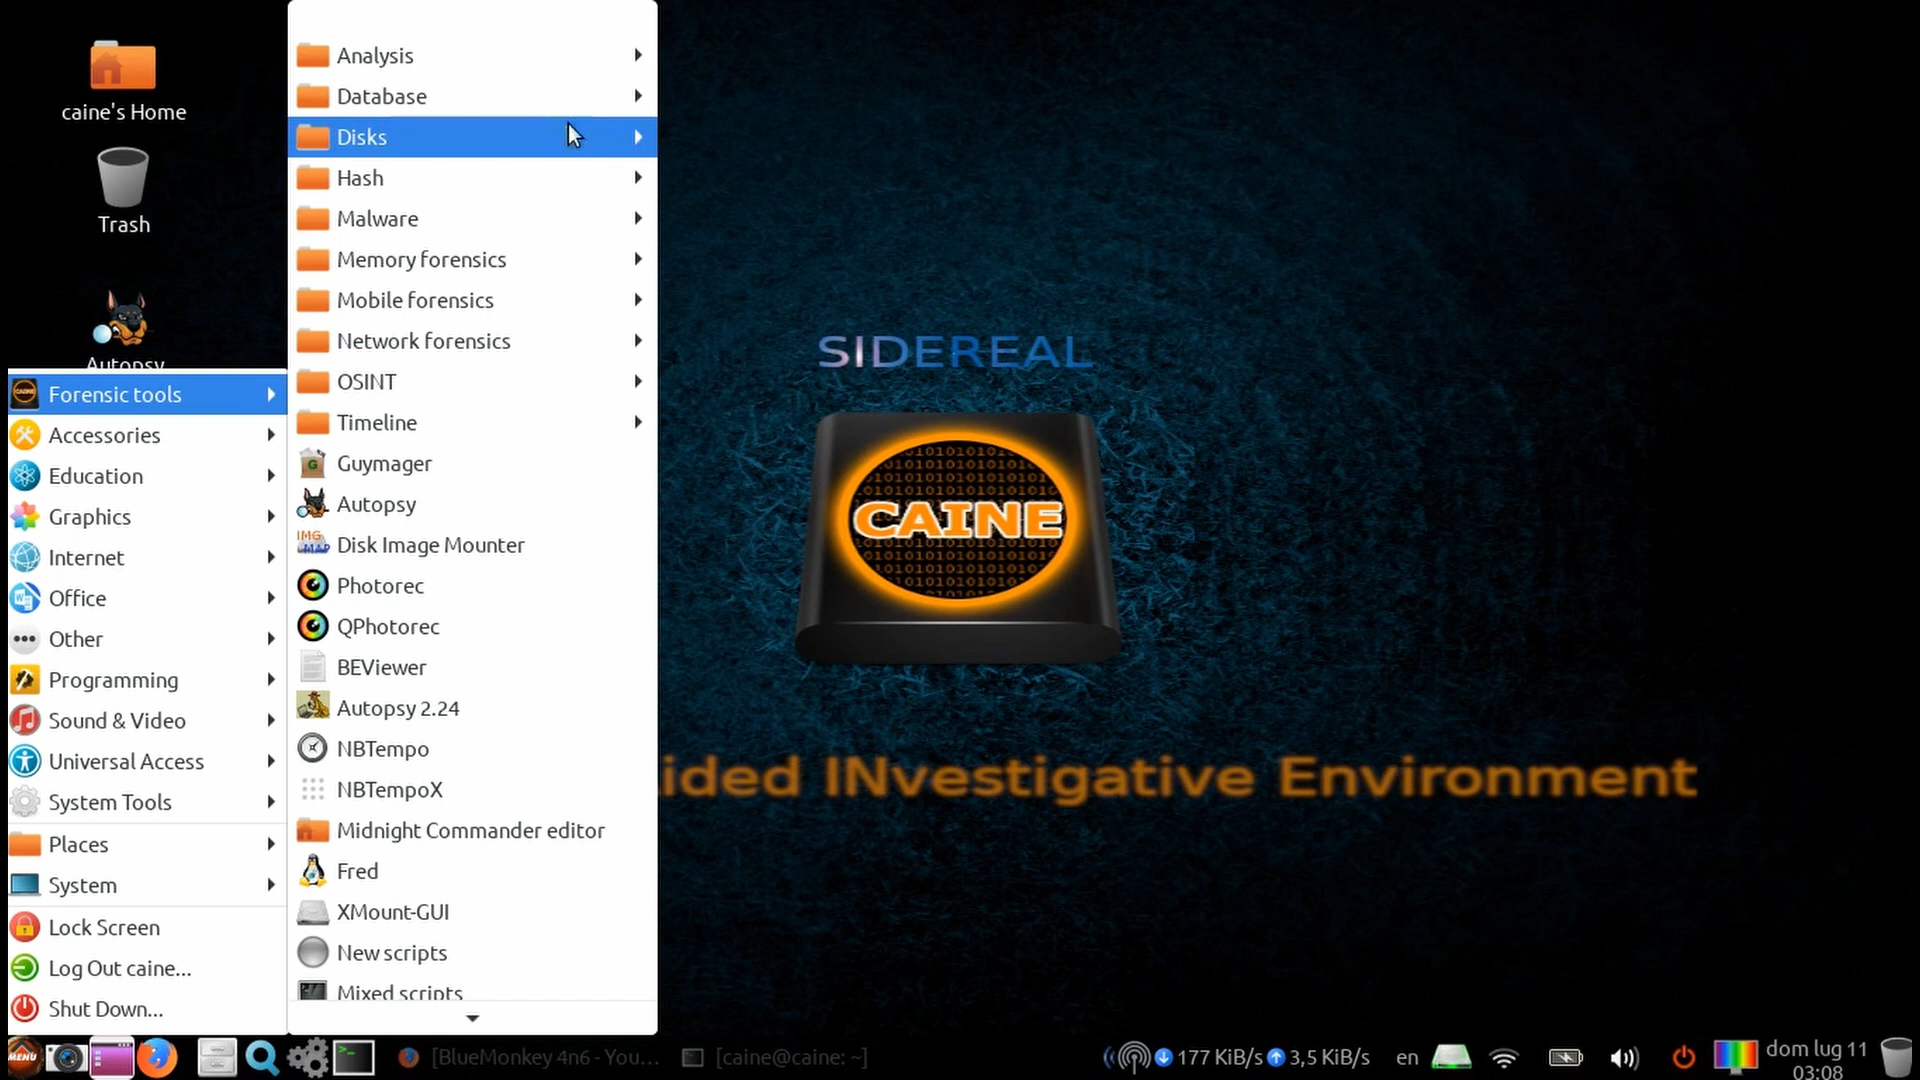 caine's Home
Trash
Autopsy
Forensic tools
Accessories
Education
Graphics
Internet
Office
Other
Programming
Sound & Video
Universal Access
System Tools
Places
System
Lock Screen
Log Out caine...
Shut Down...
Analysis
Database
Disks
Hash
Malware
Memory forensics
Mobile forensics
Network forensics
OSINT
Timeline
Guymager
Autopsy
Disk Image Mounter
Photorec
QPhotorec
BEViewer
Autopsy 2.24
NBTempo
NBTempoX
Midnight Commander editor
Fred
XMount-GUI
New scripts
Mixed scripts
SIDEREAL
CAINE
ided INvestigative Environment
MENU
[BlueMonkey 4n6 - You...
[caine@caine: ~]
177 KiB/s
3,5 KiB/s
en
dom lug 11
03:08